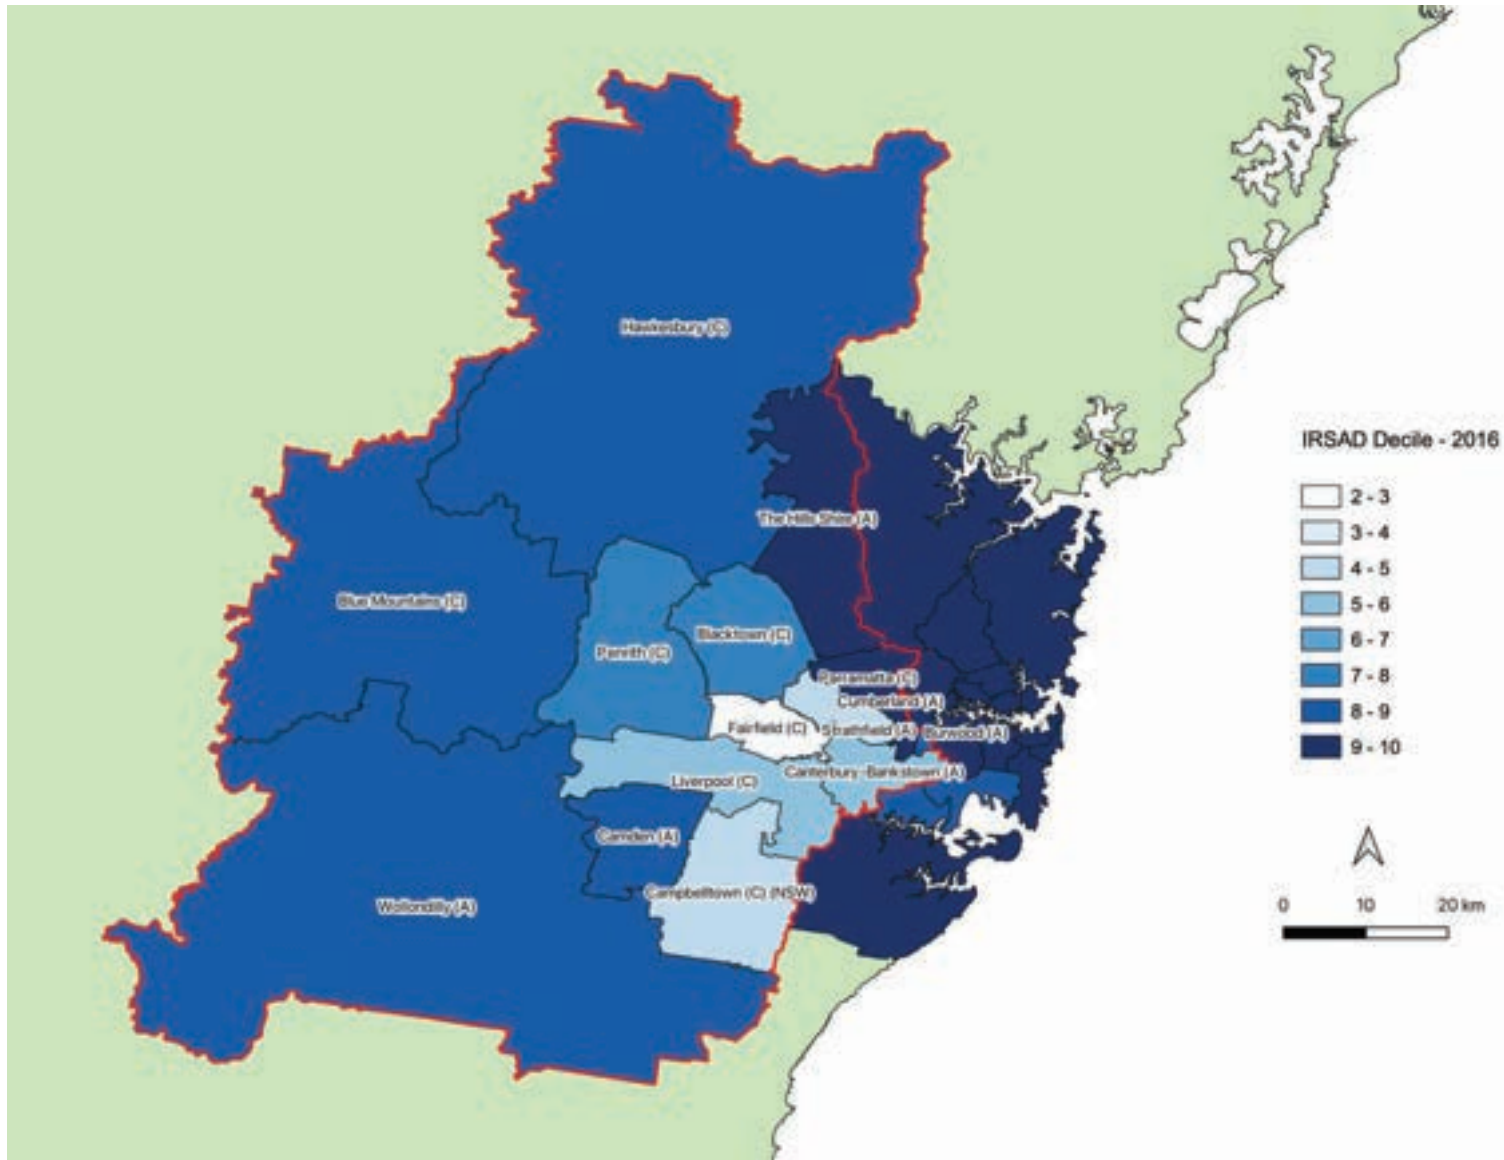 Hawkesbury (C)
The Hills Shire (A)
Blue Mountains (C)
Blacktown (C)
Penrith (C)
Parramatta (C)
Cumberland (A)
Fairfield (C)
Strathfield (A)
Burwood (A)
Liverpool (C)
Canterbury-Bankstown (A)
Camden (A)
Campbelltown (C) (NSW)
Wollondilly (A)
IRSAD Decile - 2016
2 - 3
3 - 4
4 - 5
5 - 6
6 - 7
7 - 8
8 - 9
9 - 10
0 10 20 km